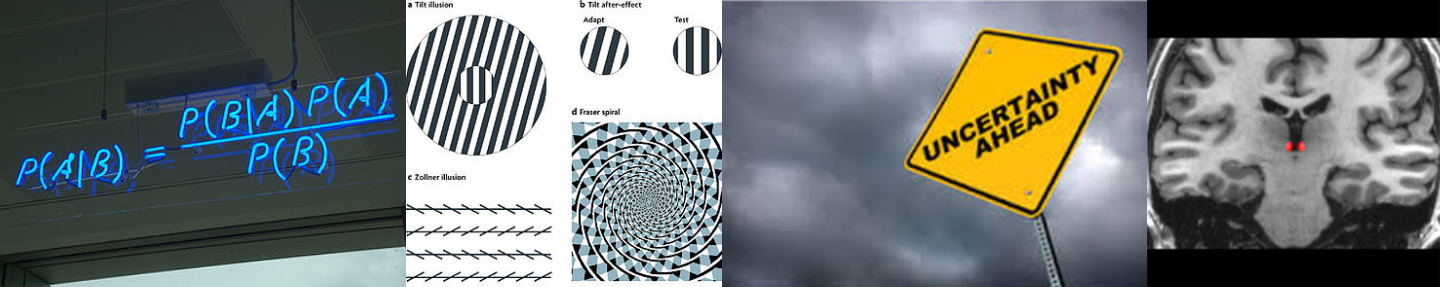 P(A|B) = P(B|A) P(A)
P(B)
a Tilt illusion
b Tilt after-effect
Adapt
Test
c Zollner illusion
d Fraser spiral
UNCERTAINTY
AHEAD